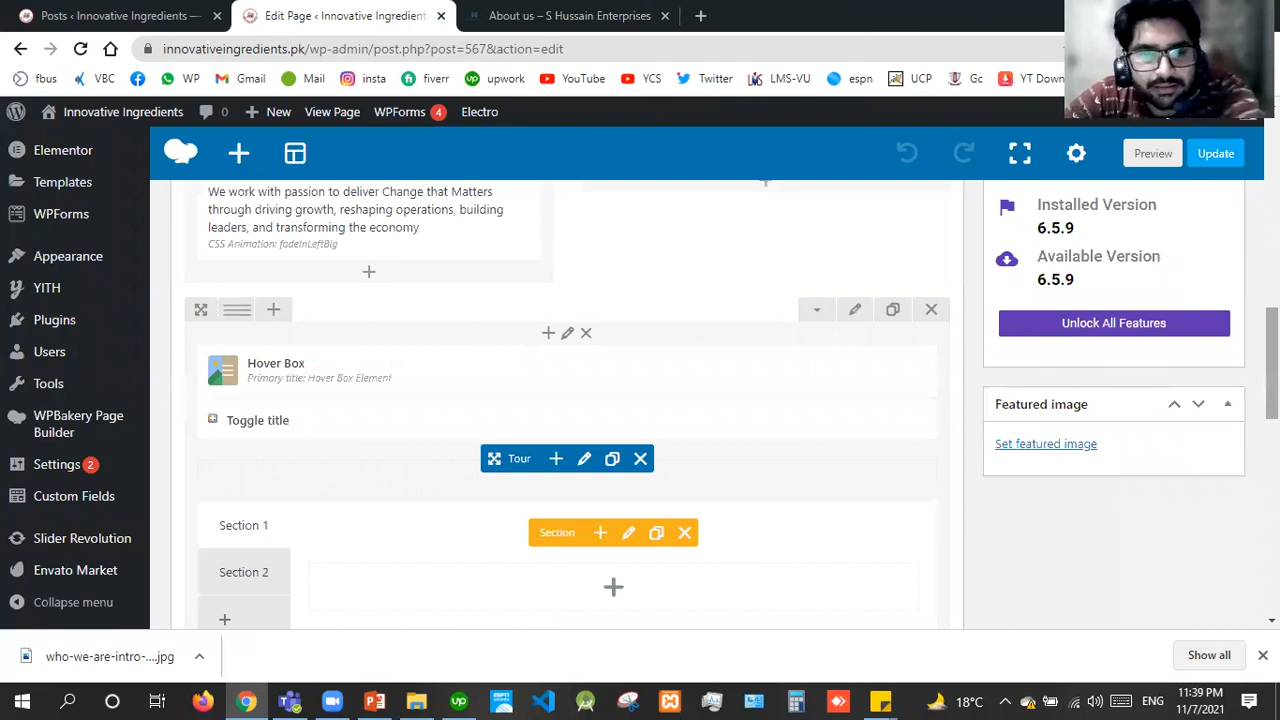 Posts ‹ Innovative Ingredients —
Edit Page ‹ Innovative Ingredient
About us – S Hussain Enterprises
innovativeingredients.pk/wp-admin/post.php?post=567&action=edit
fbus
VBC
WP
Gmail
Mail
insta
fiverr
upwork
YouTube
YCS
Twitter
LMS-VU
espn
UCP
Gc
YT Down
Innovative Ingredients
0
New
View Page
WPForms 4
Electro
Elementor
Templates
WPForms
Appearance
YITH
Plugins
Users
Tools
WPBakery Page
Builder
Settings 2
Custom Fields
Slider Revolution
Envato Market
Collapse menu
Preview
Update
We work with passion to deliver Change that Matters
through driving growth, reshaping operations, building
leaders, and transforming the economy
CSS Animation: fadeInLeftBig
Hover Box
Primary title: Hover Box Element
Toggle title
Tour
Section 1
Section
Section 2
Installed Version
6.5.9
Available Version
6.5.9
Unlock All Features
Featured image
Set featured image
who-we-are-intro-....jpg
Show all
18°C
ENG
11:39 PM
11/7/2021